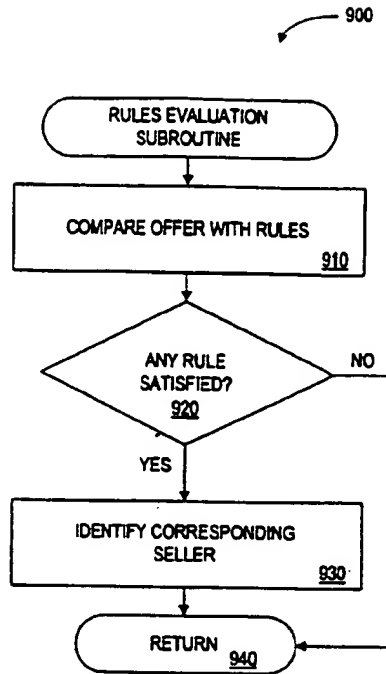 900
RULES EVALUATION
SUBROUTINE
COMPARE OFFER WITH RULES
910
ANY RULE
SATISFIED?
920
NO
YES
IDENTIFY CORRESPONDING
SELLER
930
RETURN
940